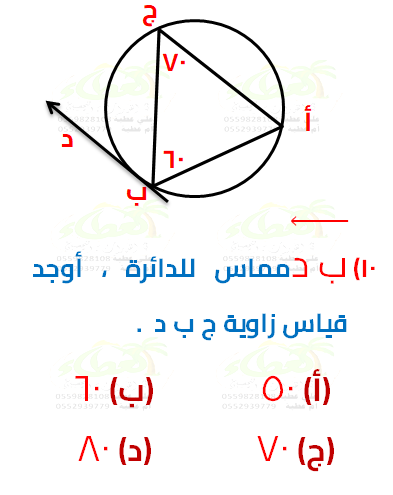 ج
٧٠
أ
د
٦٠
ب
١٠) ب د مماس للدائرة ، أوجد
قياس زاوية ج ب د .
(أ) ٥٠ (ب) ٦٠
(ج) ٧٠ (د) ٨٠